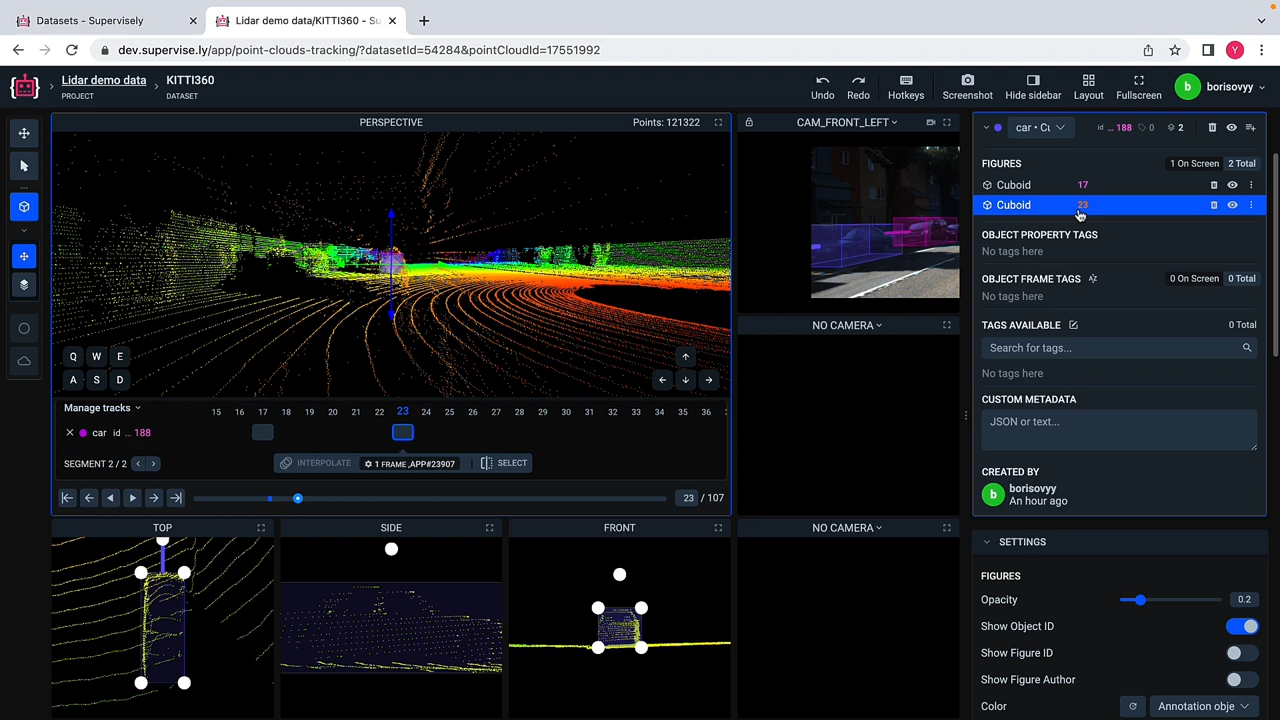 Datasets - Supervisely
Lidar demo data/KITTI360 - Su
dev.supervise.ly/app/point-clouds-tracking/?datasetId=54284&pointCloudId=17551992
Y
Lidar demo data
PROJECT
KITTI360
DATASET
Undo
Redo
Hotkeys
Screenshot
Hide sidebar
Layout
Fullscreen
b
borisovyy
PERSPECTIVE
Points: 121322
CAM_FRONT_LEFT
car • Cu
id ... 188
0
2
FIGURES
1 On Screen
2 Total
Cuboid 17
Cuboid 23
OBJECT PROPERTY TAGS
No tags here
OBJECT FRAME TAGS
0 On Screen
0 Total
No tags here
TAGS AVAILABLE
0 Total
Search for tags...
No tags here
CUSTOM METADATA
JSON or text...
CREATED BY
b
borisovyy
An hour ago
SETTINGS
FIGURES
Opacity
0.2
Show Object ID
Show Figure ID
Show Figure Author
Color
Annotation obje
Q W E
A S D
Manage tracks
15 16 17 18 19 20 21 22 23 24 25 26 27 28 29 30 31 32 33 34 35 36
car id ... 188
SEGMENT 2 / 2
INTERPOLATE
1 FRAME ,APP#23907
SELECT
23 / 107
NO CAMERA
TOP
SIDE
FRONT
NO CAMERA